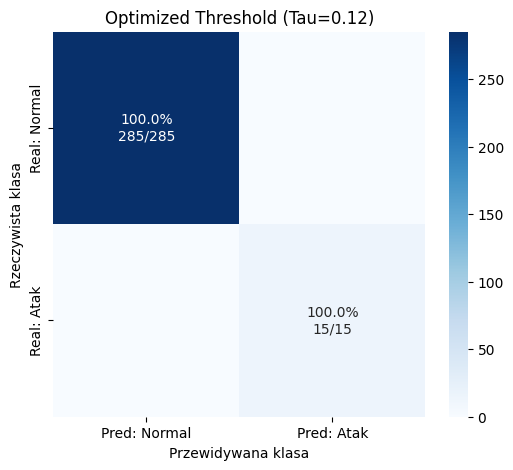 Optimized Threshold (Tau=0.12)
Rzeczywista klasa
Real: Normal
Real: Atak
100.0%
285/285
100.0%
15/15
Pred: Normal
Pred: Atak
Przewidywana klasa
250
200
150
100
50
0